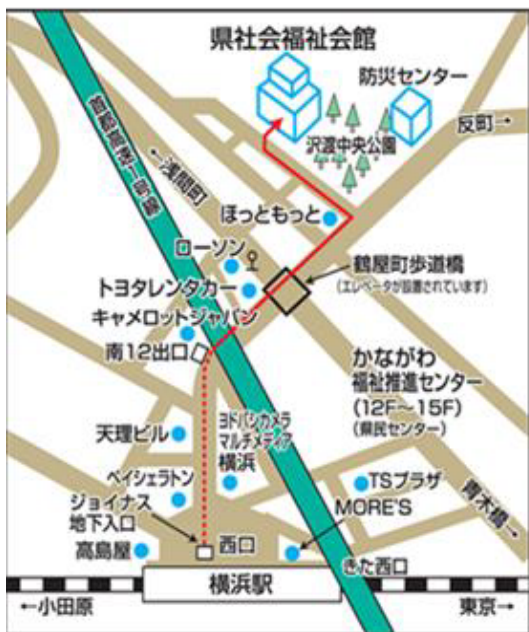 県社会福祉会館
防災センター
反町→
沢渡中央公園
←浅間町
首都高速一号線
ほっともっと
ローソン
鶴屋町歩道橋
(エレベータが設置されています)
トヨタレンタカー
キャメロットジャパン
南12出口
かながわ
福祉推進センター
(12F〜15F)
(県民センター)
天理ビル
ヨドバシカメラ
マルチメディア
横浜
ベイシェラトン
TSプラザ
青木橋→
ジョイナス
地下入口
MORE'S
高島屋
西口
きた西口
横浜駅
←小田原
東京→